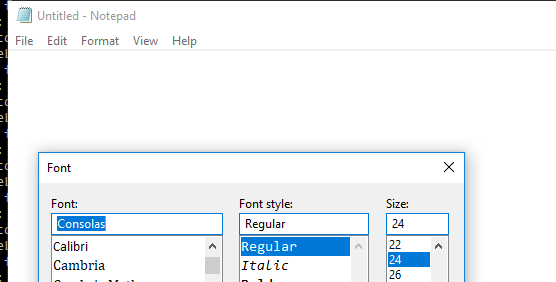 Untitled - Notepad
File Edit Format View Help
Font
Font: Font style: Size:
Consolas Regular 24
Calibri Regular 22
Cambria Italic 24
26